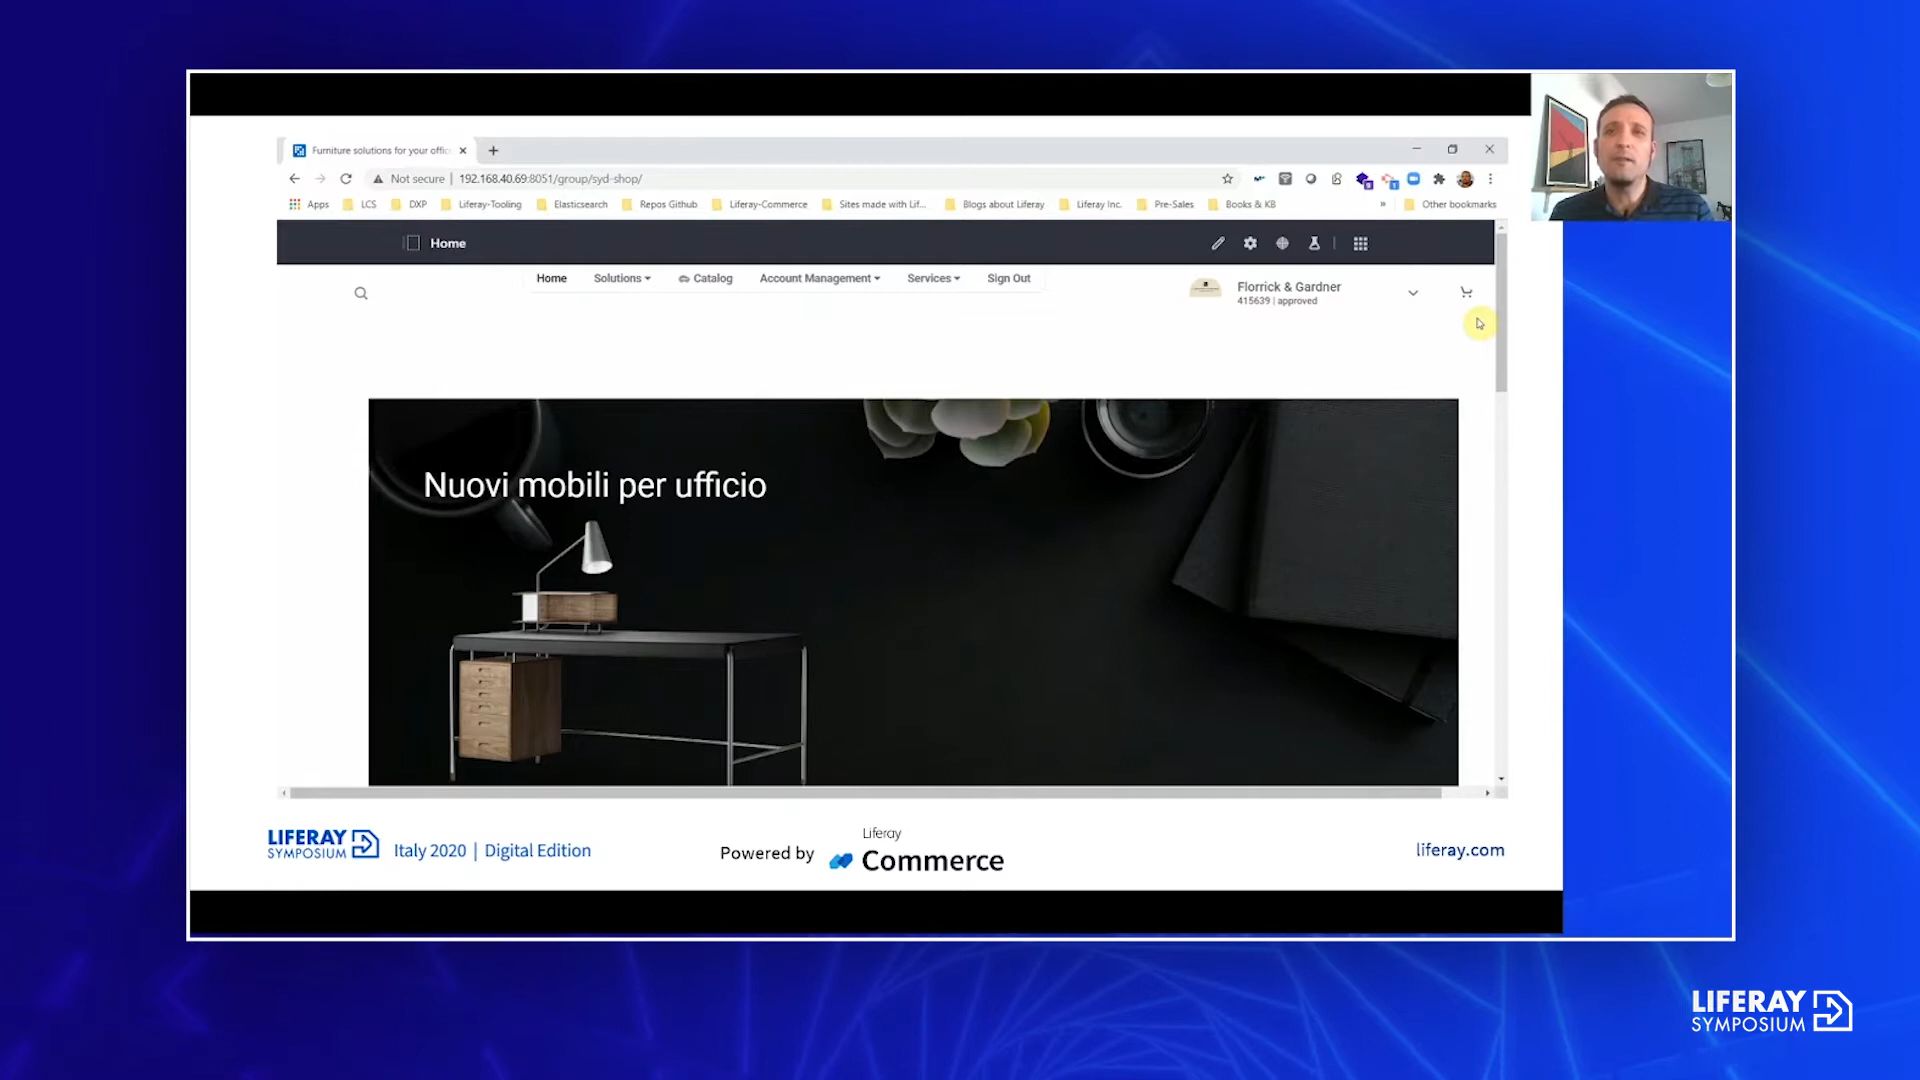 Furniture solutions for your offic
Not secure | 192.168.40.69:8051/group/syd-shop/
Apps LCS DXP Liferay-Tooling Elasticsearch Repos Github Liferay-Commerce Sites made with Lif... Blogs about Liferay Liferay Inc. Pre-Sales Books & KB » Other bookmarks
Home
Home Solutions Catalog Account Management Services Sign Out
Florrick & Gardner
415639 | approved
Nuovi mobili per ufficio
LIFERAY
SYMPOSIUM
Italy 2020 | Digital Edition
Powered by
Liferay
Commerce
liferay.com
LIFERAY
SYMPOSIUM